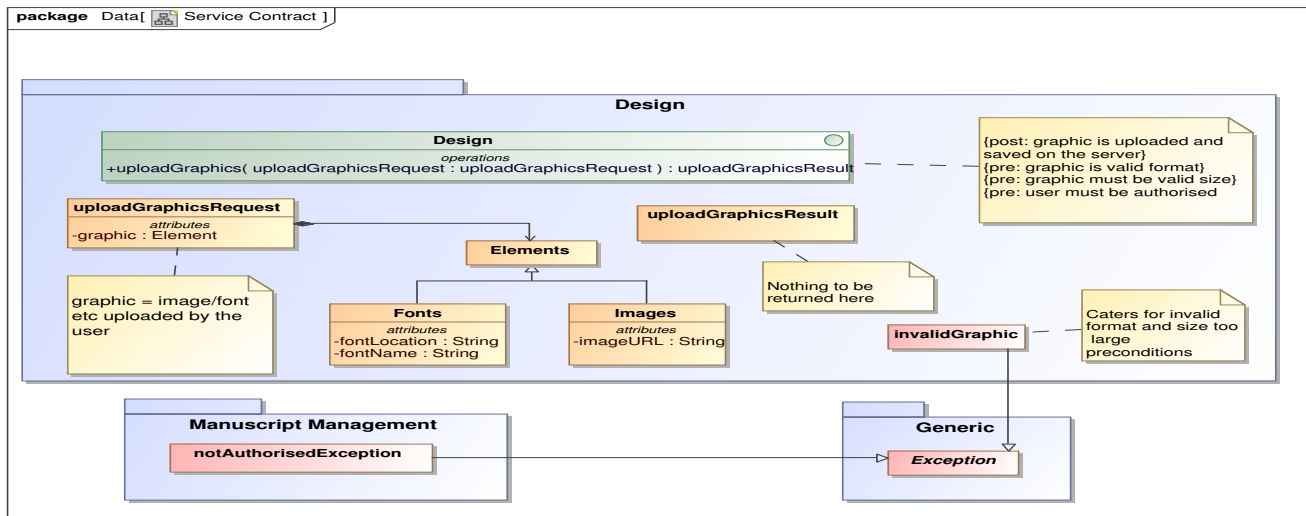 package Data[ Service Contract ]
Design
Design
operations
+uploadGraphics( uploadGraphicsRequest : uploadGraphicsRequest ) : uploadGraphicsResult
{post: graphic is uploaded and
saved on the server}
{pre: graphic is valid format}
{pre: graphic must be valid size}
{pre: user must be authorised
uploadGraphicsRequest
attributes
-graphic : Element
uploadGraphicsResult
Elements
graphic = image/font
etc uploaded by the
user
Nothing to be
returned here
Fonts
attributes
-fontLocation : String
-fontName : String
Images
attributes
-imageURL : String
invalidGraphic
Caters for invalid
format and size too
large
preconditions
Manuscript Management
notAuthorisedException
Generic
Exception